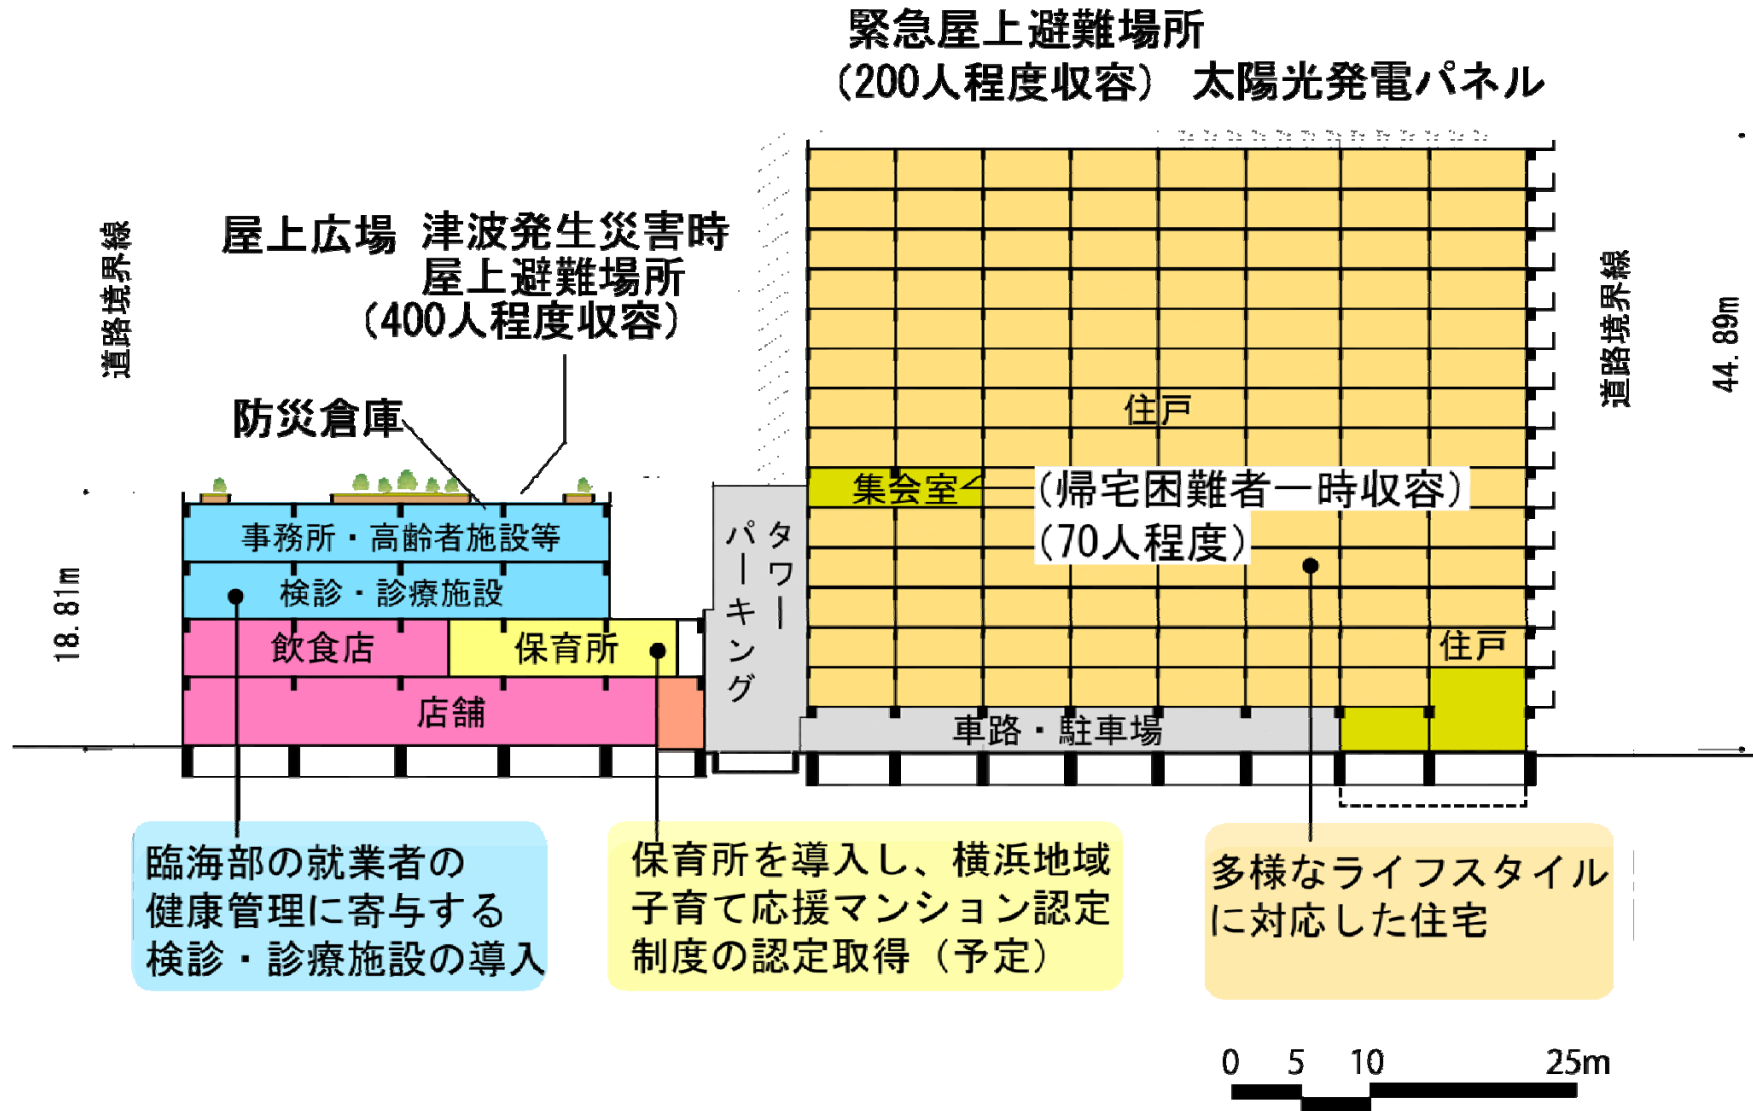 緊急屋上避難場所
（200人程度収容）
太陽光発電パネル
道路境界線
屋上広場
津波発生災害時
屋上避難場所
（400人程度収容）
防災倉庫
道路境界線
44.89m
18.81m
住戸
集会室
（帰宅困難者一時収容）
（70人程度）
事務所・高齢者施設等
検診・診療施設
飲食店
保育所
店舗
タワー
パーキング
住戸
車路・駐車場
臨海部の就業者の
健康管理に寄与する
検診・診療施設の導入
保育所を導入し、横浜地域
子育て応援マンション認定
制度の認定取得（予定）
多様なライフスタイル
に対応した住宅
0 5 10 25m